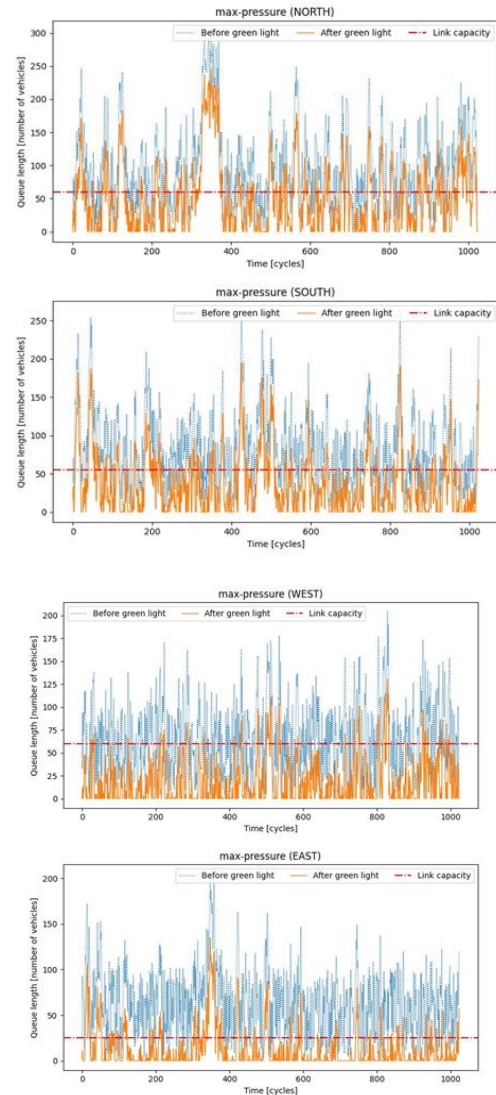 max-pressure (NORTH)
Before green light After green light Link capacity
300
250
200
150
100
50
0
Queue length [number of vehicles]
0 200 400 600 800 1000
Time [cycles]
max-pressure (SOUTH)
Before green light After green light Link capacity
250
200
150
100
50
0
Queue length [number of vehicles]
0 200 400 600 800 1000
Time [cycles]
max-pressure (WEST)
Before green light After green light Link capacity
200
175
150
125
100
75
50
25
0
Queue length [number of vehicles]
0 200 400 600 800 1000
Time [cycles]
max-pressure (EAST)
Before green light After green light Link capacity
200
175
150
125
100
75
50
25
0
Queue length [number of vehicles]
0 200 400 600 800 1000
Time [cycles]